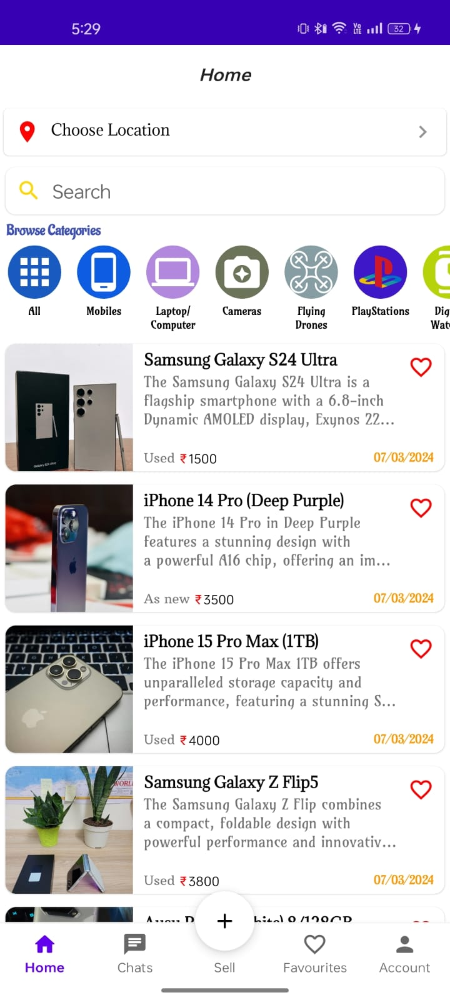 5:29
Vo
LTE
32
Home
Choose Location
Search
Browse Categories
All
Mobiles
Laptop/
Computer
Cameras
Flying
Drones
PlayStations
Dig
Wat
Samsung Galaxy S24 Ultra
The Samsung Galaxy S24 Ultra is a
flagship smartphone with a 6.8-inch
Dynamic AMOLED display, Exynos 22...
Used ₹1500
07/03/2024
Galaxy S24 Ultra
iPhone 14 Pro (Deep Purple)
The iPhone 14 Pro in Deep Purple
features a stunning design with
a powerful A16 chip, offering an im...
As new ₹3500
07/03/2024
iPhone 15 Pro Max (1TB)
The iPhone 15 Pro Max 1TB offers
unparalleled storage capacity and
performance, featuring a stunning S...
Used ₹4000
07/03/2024
WORL
Samsung Galaxy Z Flip5
The Samsung Galaxy Z Flip combines
a compact, foldable design with
powerful performance and innovativ...
Used ₹3800
07/03/2024
8/128GB
Home
Chats
Sell
Favourites
Account